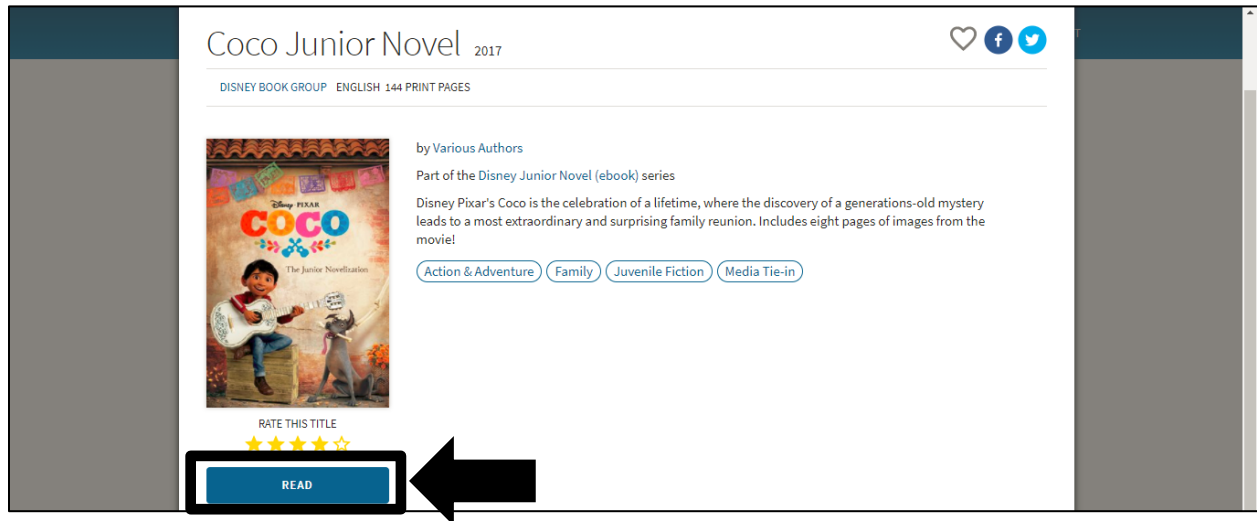 Coco Junior Novel 2017
T
DISNEY BOOK GROUP ENGLISH 144 PRINT PAGES
by Various Authors
Part of the Disney Junior Novel (ebook) series
Disney Pixar's Coco is the celebration of a lifetime, where the discovery of a generations-old mystery
leads to a most extraordinary and surprising family reunion. Includes eight pages of images from the
movie!
Action & Adventure Family Juvenile Fiction Media Tie-in
Disney PIXAR
COCO
The Junior Novelization
RATE THIS TITLE
READ